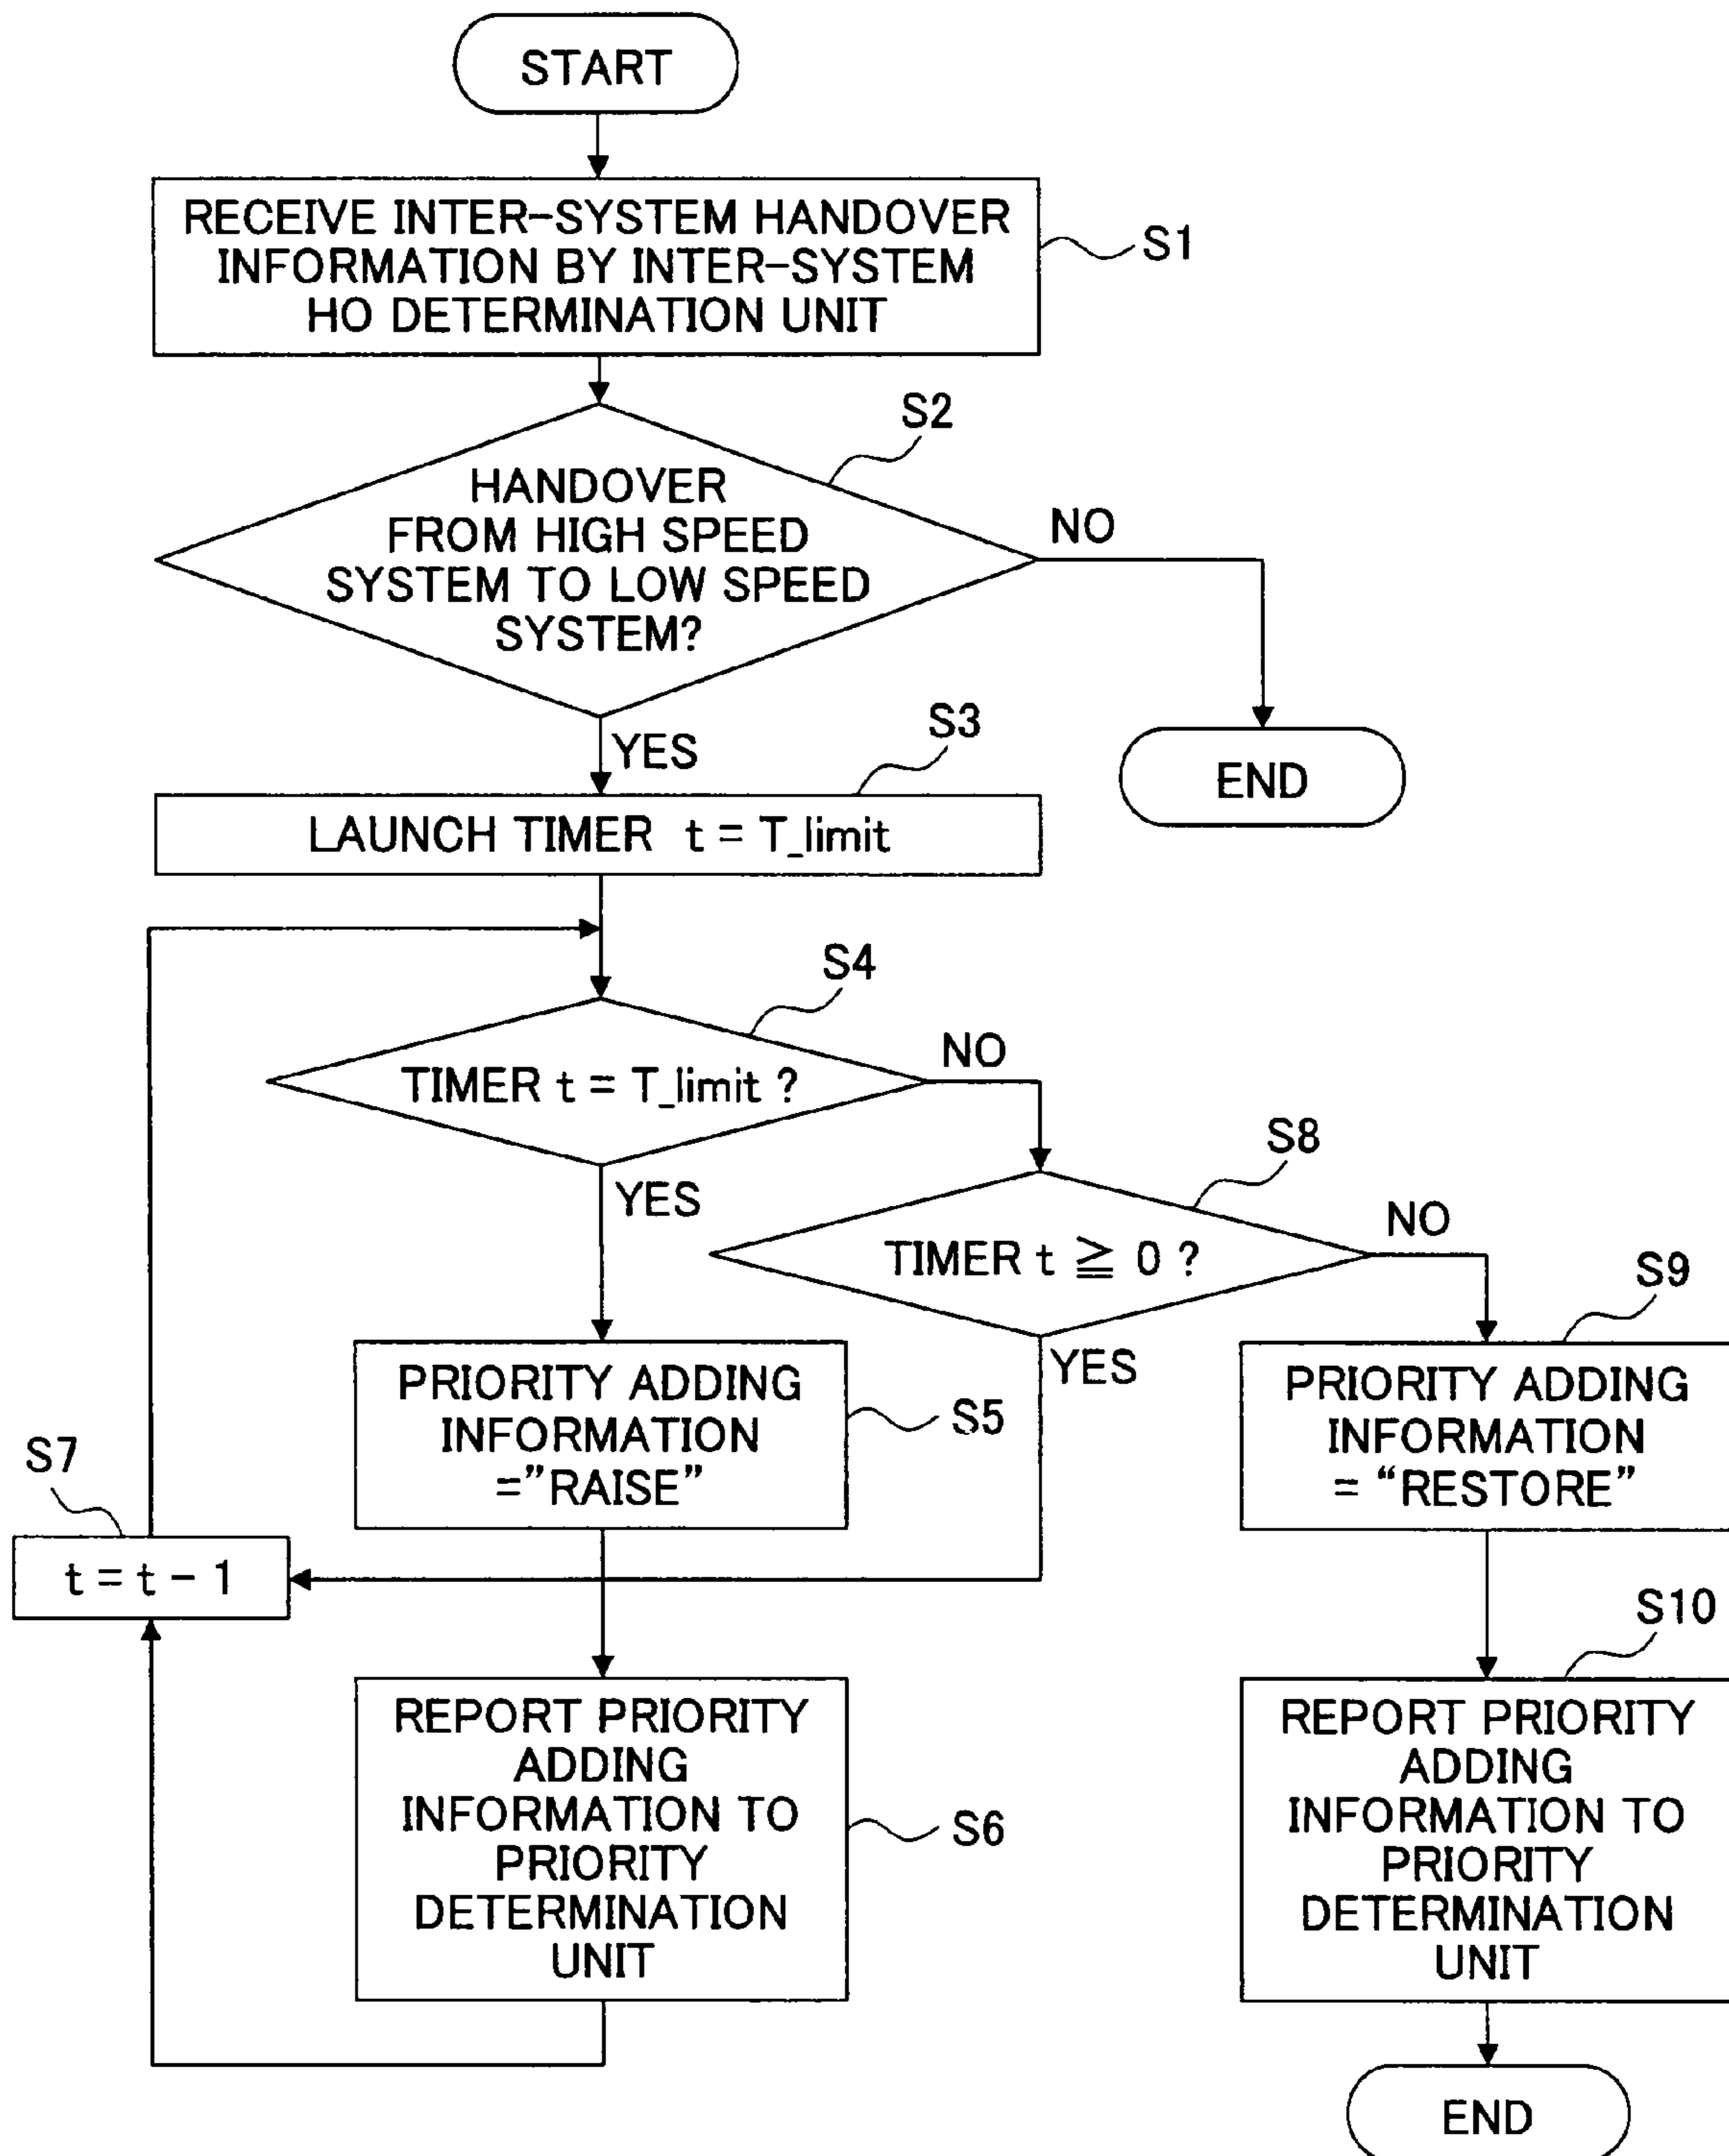 START
RECEIVE INTER-SYSTEM HANDOVER
INFORMATION BY INTER-SYSTEM
HO DETERMINATION UNIT
S1
S2
HANDOVER
FROM HIGH SPEED
SYSTEM TO LOW SPEED
SYSTEM?
NO
YES
END
S3
LAUNCH TIMER t = T_limit
S4
TIMER t = T_limit ?
NO
YES
S8
TIMER t ≧ 0 ?
NO
YES
S9
PRIORITY ADDING
INFORMATION
=”RAISE”
S5
PRIORITY ADDING
INFORMATION
= “RESTORE”
S7
t = t − 1
S10
REPORT PRIORITY
ADDING
INFORMATION TO
PRIORITY
DETERMINATION
UNIT
S6
REPORT PRIORITY
ADDING
INFORMATION TO
PRIORITY
DETERMINATION
UNIT
END